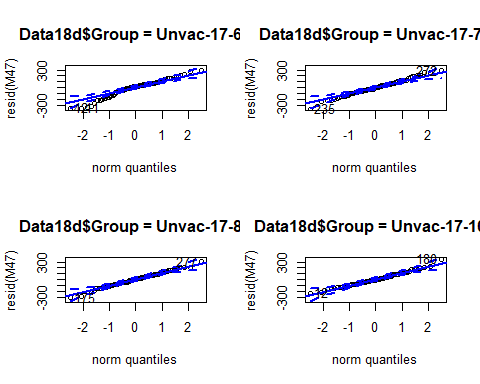 Data18d$Group = Unvac-17-6
resid(M47)
300
-300
-2 -1 0 1 2
norm quantiles
Data18d$Group = Unvac-17-7
resid(M47)
300
-300
235
-2 -1 0 1 2
norm quantiles
Data18d$Group = Unvac-17-8
resid(M47)
300
-300
-2 -1 0 1 2
norm quantiles
Data18d$Group = Unvac-17-10
resid(M47)
300
-300
180
-2 -1 0 1 2
norm quantiles